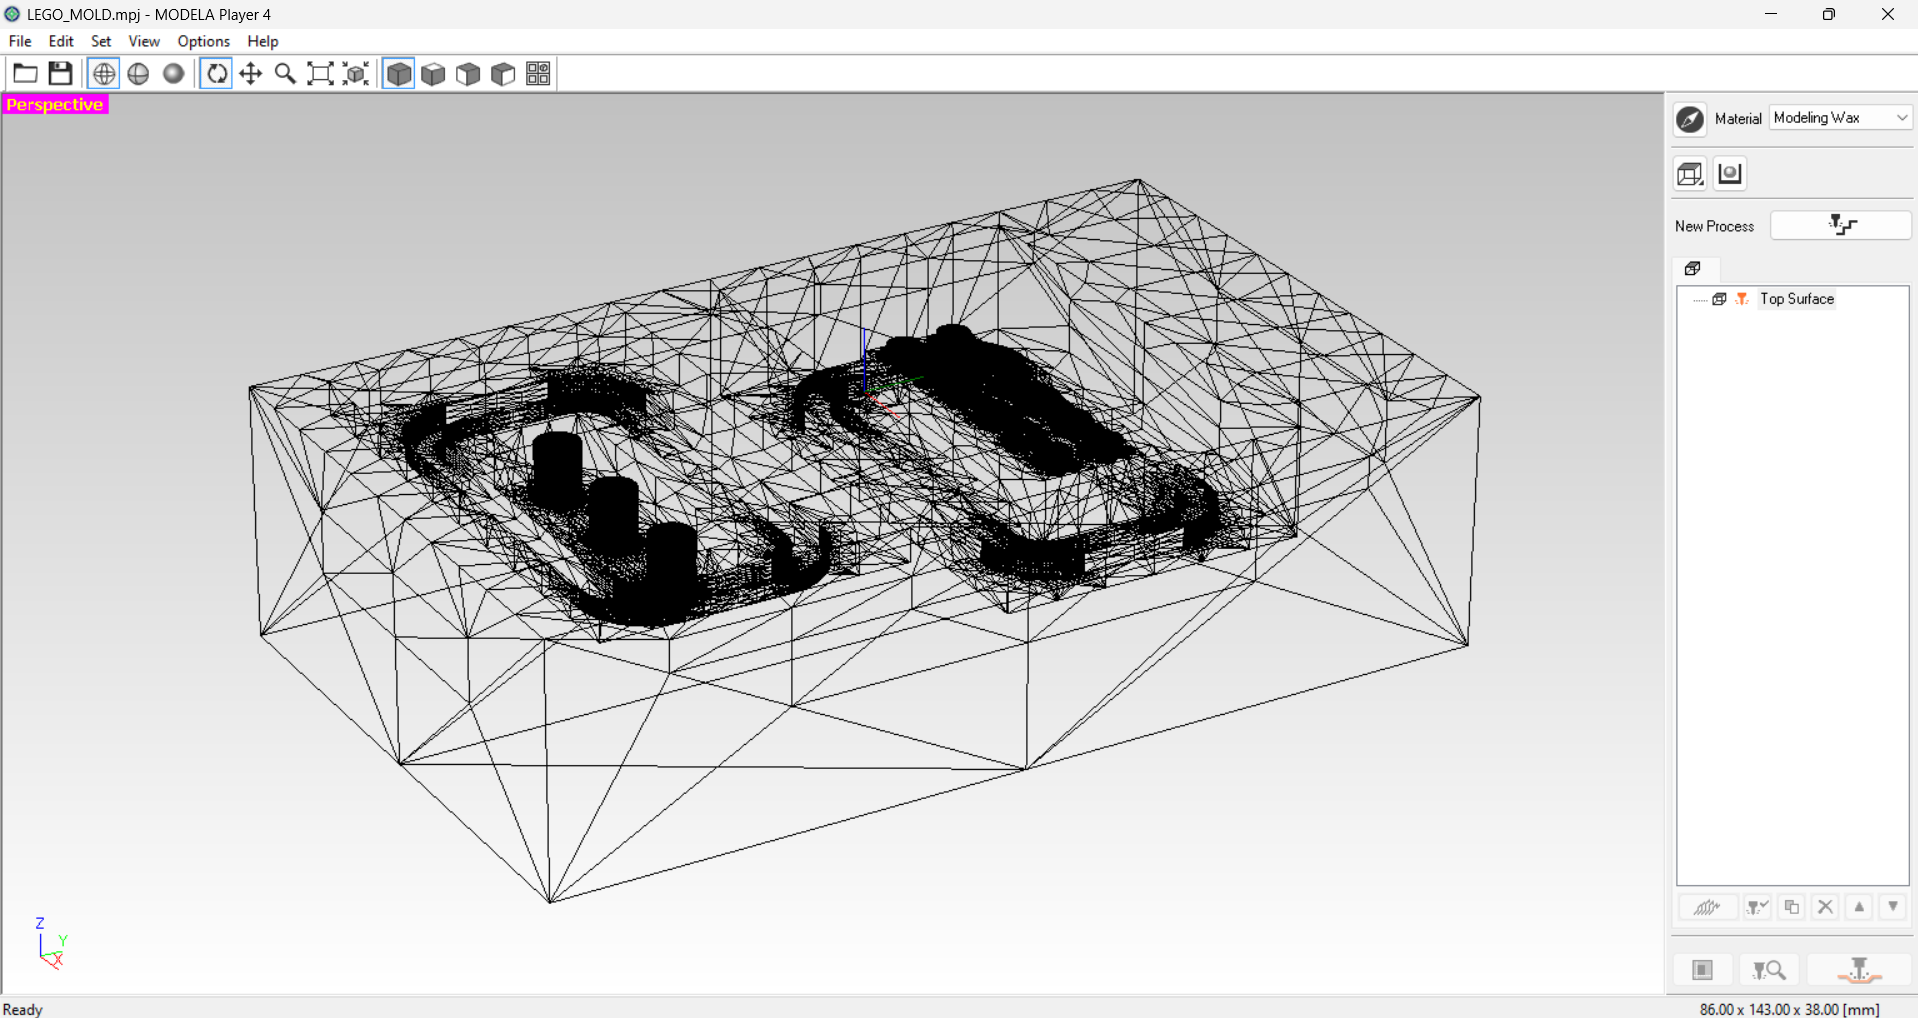 LEGO_MOLD.mpj - MODELA Player 4
File Edit Set View Options Help
Perspective
Material Modeling Wax
New Process
Top Surface
Z
Y
X
Ready
86.00 x 143.00 x 38.00 [mm]